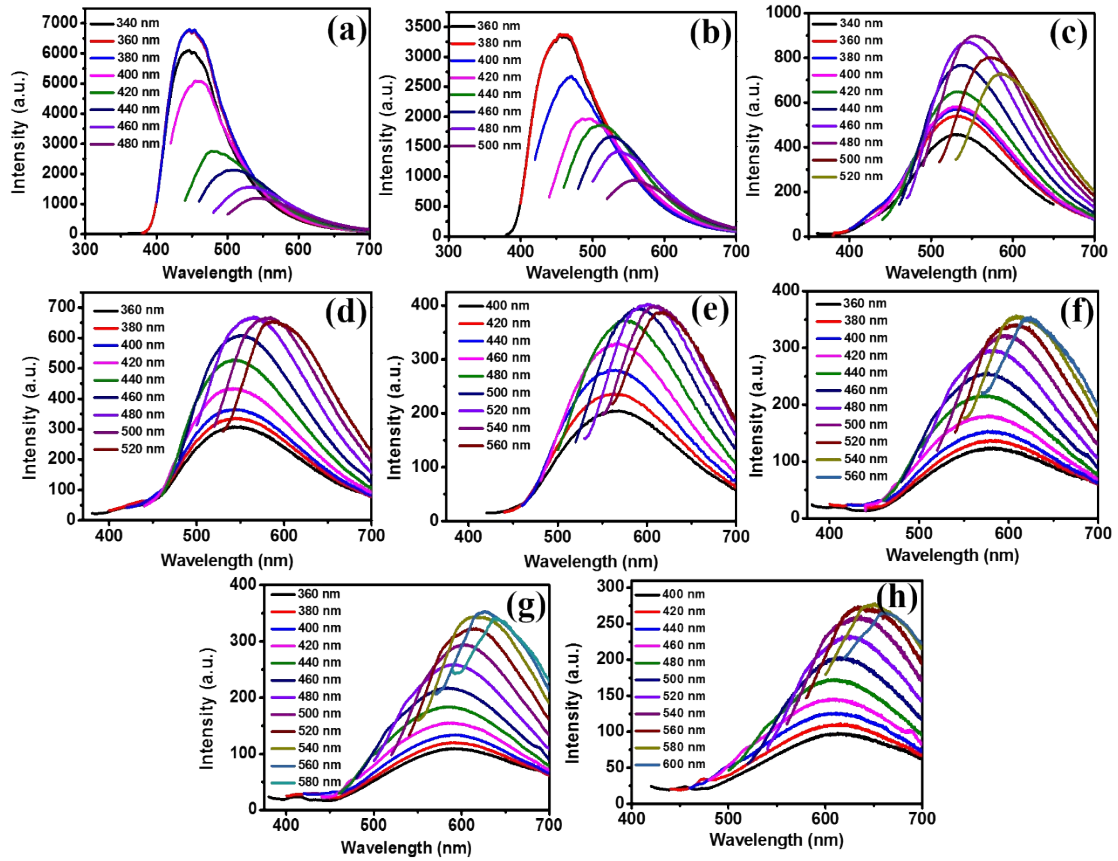 (a)
340 nm
360 nm
380 nm
400 nm
420 nm
440 nm
460 nm
480 nm
7000
6000
5000
4000
3000
2000
1000
0
300 400 500 600 700
Intensity (a.u.)
Wavelength (nm)
(b)
360 nm
380 nm
400 nm
420 nm
440 nm
460 nm
480 nm
500 nm
3500
3000
2500
2000
1500
1000
500
0
300 400 500 600 700
Intensity (a.u.)
Wavelength (nm)
(c)
340 nm
360 nm
380 nm
400 nm
420 nm
440 nm
460 nm
480 nm
500 nm
520 nm
1000
800
600
400
200
0
400 500 600 700
Intensity (a.u.)
Wavelength (nm)
(d)
360 nm
380 nm
400 nm
420 nm
440 nm
460 nm
480 nm
500 nm
520 nm
700
600
500
400
300
200
100
0
400 500 600 700
Intensity (a.u.)
Wavelength (nm)
(e)
400 nm
420 nm
440 nm
460 nm
480 nm
500 nm
520 nm
540 nm
560 nm
400
300
200
100
0
400 500 600 700
Intensity (a.u.)
Wavelength (nm)
(f)
360 nm
380 nm
400 nm
420 nm
440 nm
460 nm
480 nm
500 nm
520 nm
540 nm
560 nm
400
300
200
100
0
400 500 600 700
Intensity (a.u.)
Wavelength (nm)
(g)
360 nm
380 nm
400 nm
420 nm
440 nm
460 nm
480 nm
500 nm
520 nm
540 nm
560 nm
580 nm
400
300
200
100
0
400 500 600 700
Intensity (a.u.)
Wavelength (nm)
(h)
400 nm
420 nm
440 nm
460 nm
480 nm
500 nm
520 nm
540 nm
560 nm
580 nm
600 nm
300
250
200
150
100
50
0
400 500 600 700
Intensity (a.u.)
Wavelength (nm)